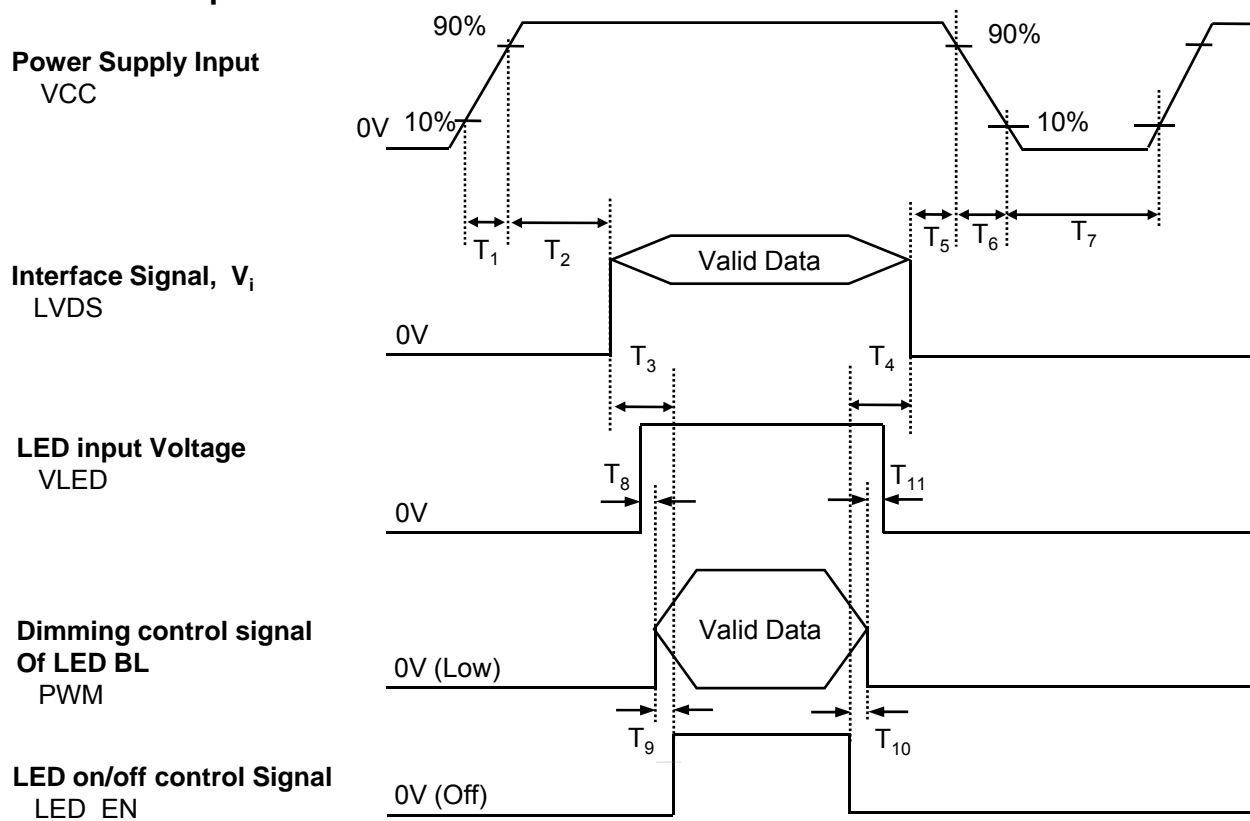 90%
90%
Power Supply Input
VCC
0V 10%
10%
T1
T2
T5
T6
T7
Interface Signal, Vi
LVDS
Valid Data
0V
T3
T4
LED input Voltage
VLED
T8
T11
0V
Dimming control signal
Of LED BL
PWM
Valid Data
0V (Low)
T9
T10
LED on/off control Signal
LED_EN
0V (Off)